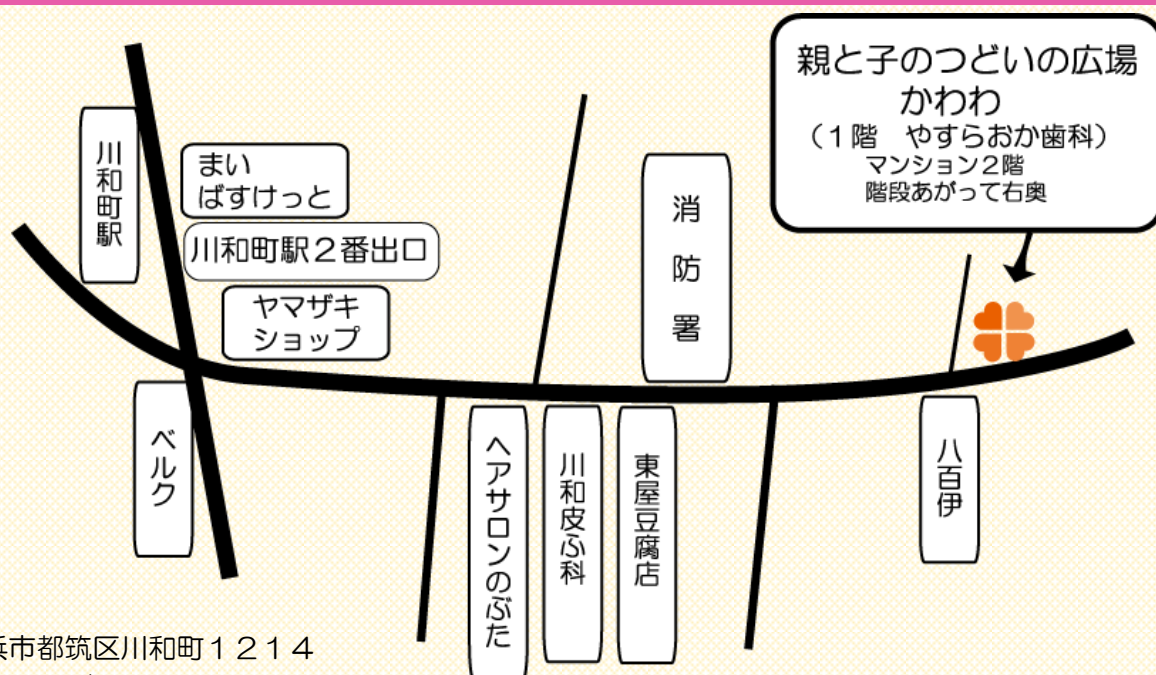 親と子のつどいの広場
かわわ
（１階　やすらおか歯科）
マンション２階
階段あがって右奥
川和町駅
まい
ばすけっと
川和町駅２番出口
ヤマザキ
ショップ
消防署
ベルク
ヘアサロンのぶた
川和皮ふ科
東屋豆腐店
八百伊
浜市都筑区川和町１２１４